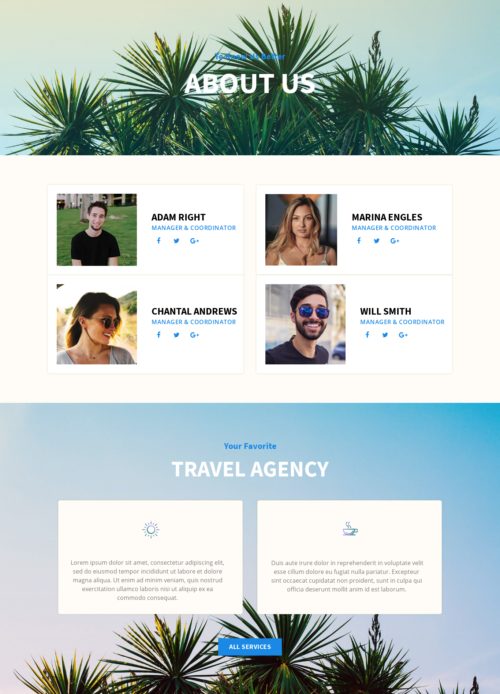 ABOUT US
ADAM RIGHT
MANAGER & COORDINATOR
MARINA ENGLES
MANAGER & COORDINATOR
CHANTAL ANDREWS
MANAGER & COORDINATOR
WILL SMITH
MANAGER & COORDINATOR
Your Favorite
TRAVEL AGENCY
Lorem ipsum dolor sit amet, consectetur adipiscing elit,
sed do eiusmod tempor incididunt ut labore et dolore
magna aliqua. Ut enim ad minim veniam, quis nostrud
exercitation ullamco laboris nisi ut aliquip ex ea
commodo consequat.
Duis aute irure dolor in reprehenderit in voluptate velit
esse cillum dolore eu fugiat nulla pariatur. Excepteur
sint occaecat cupidatat non proident, sunt in culpa qui
officia deserunt mollit anim id est laborum.
ALL SERVICES